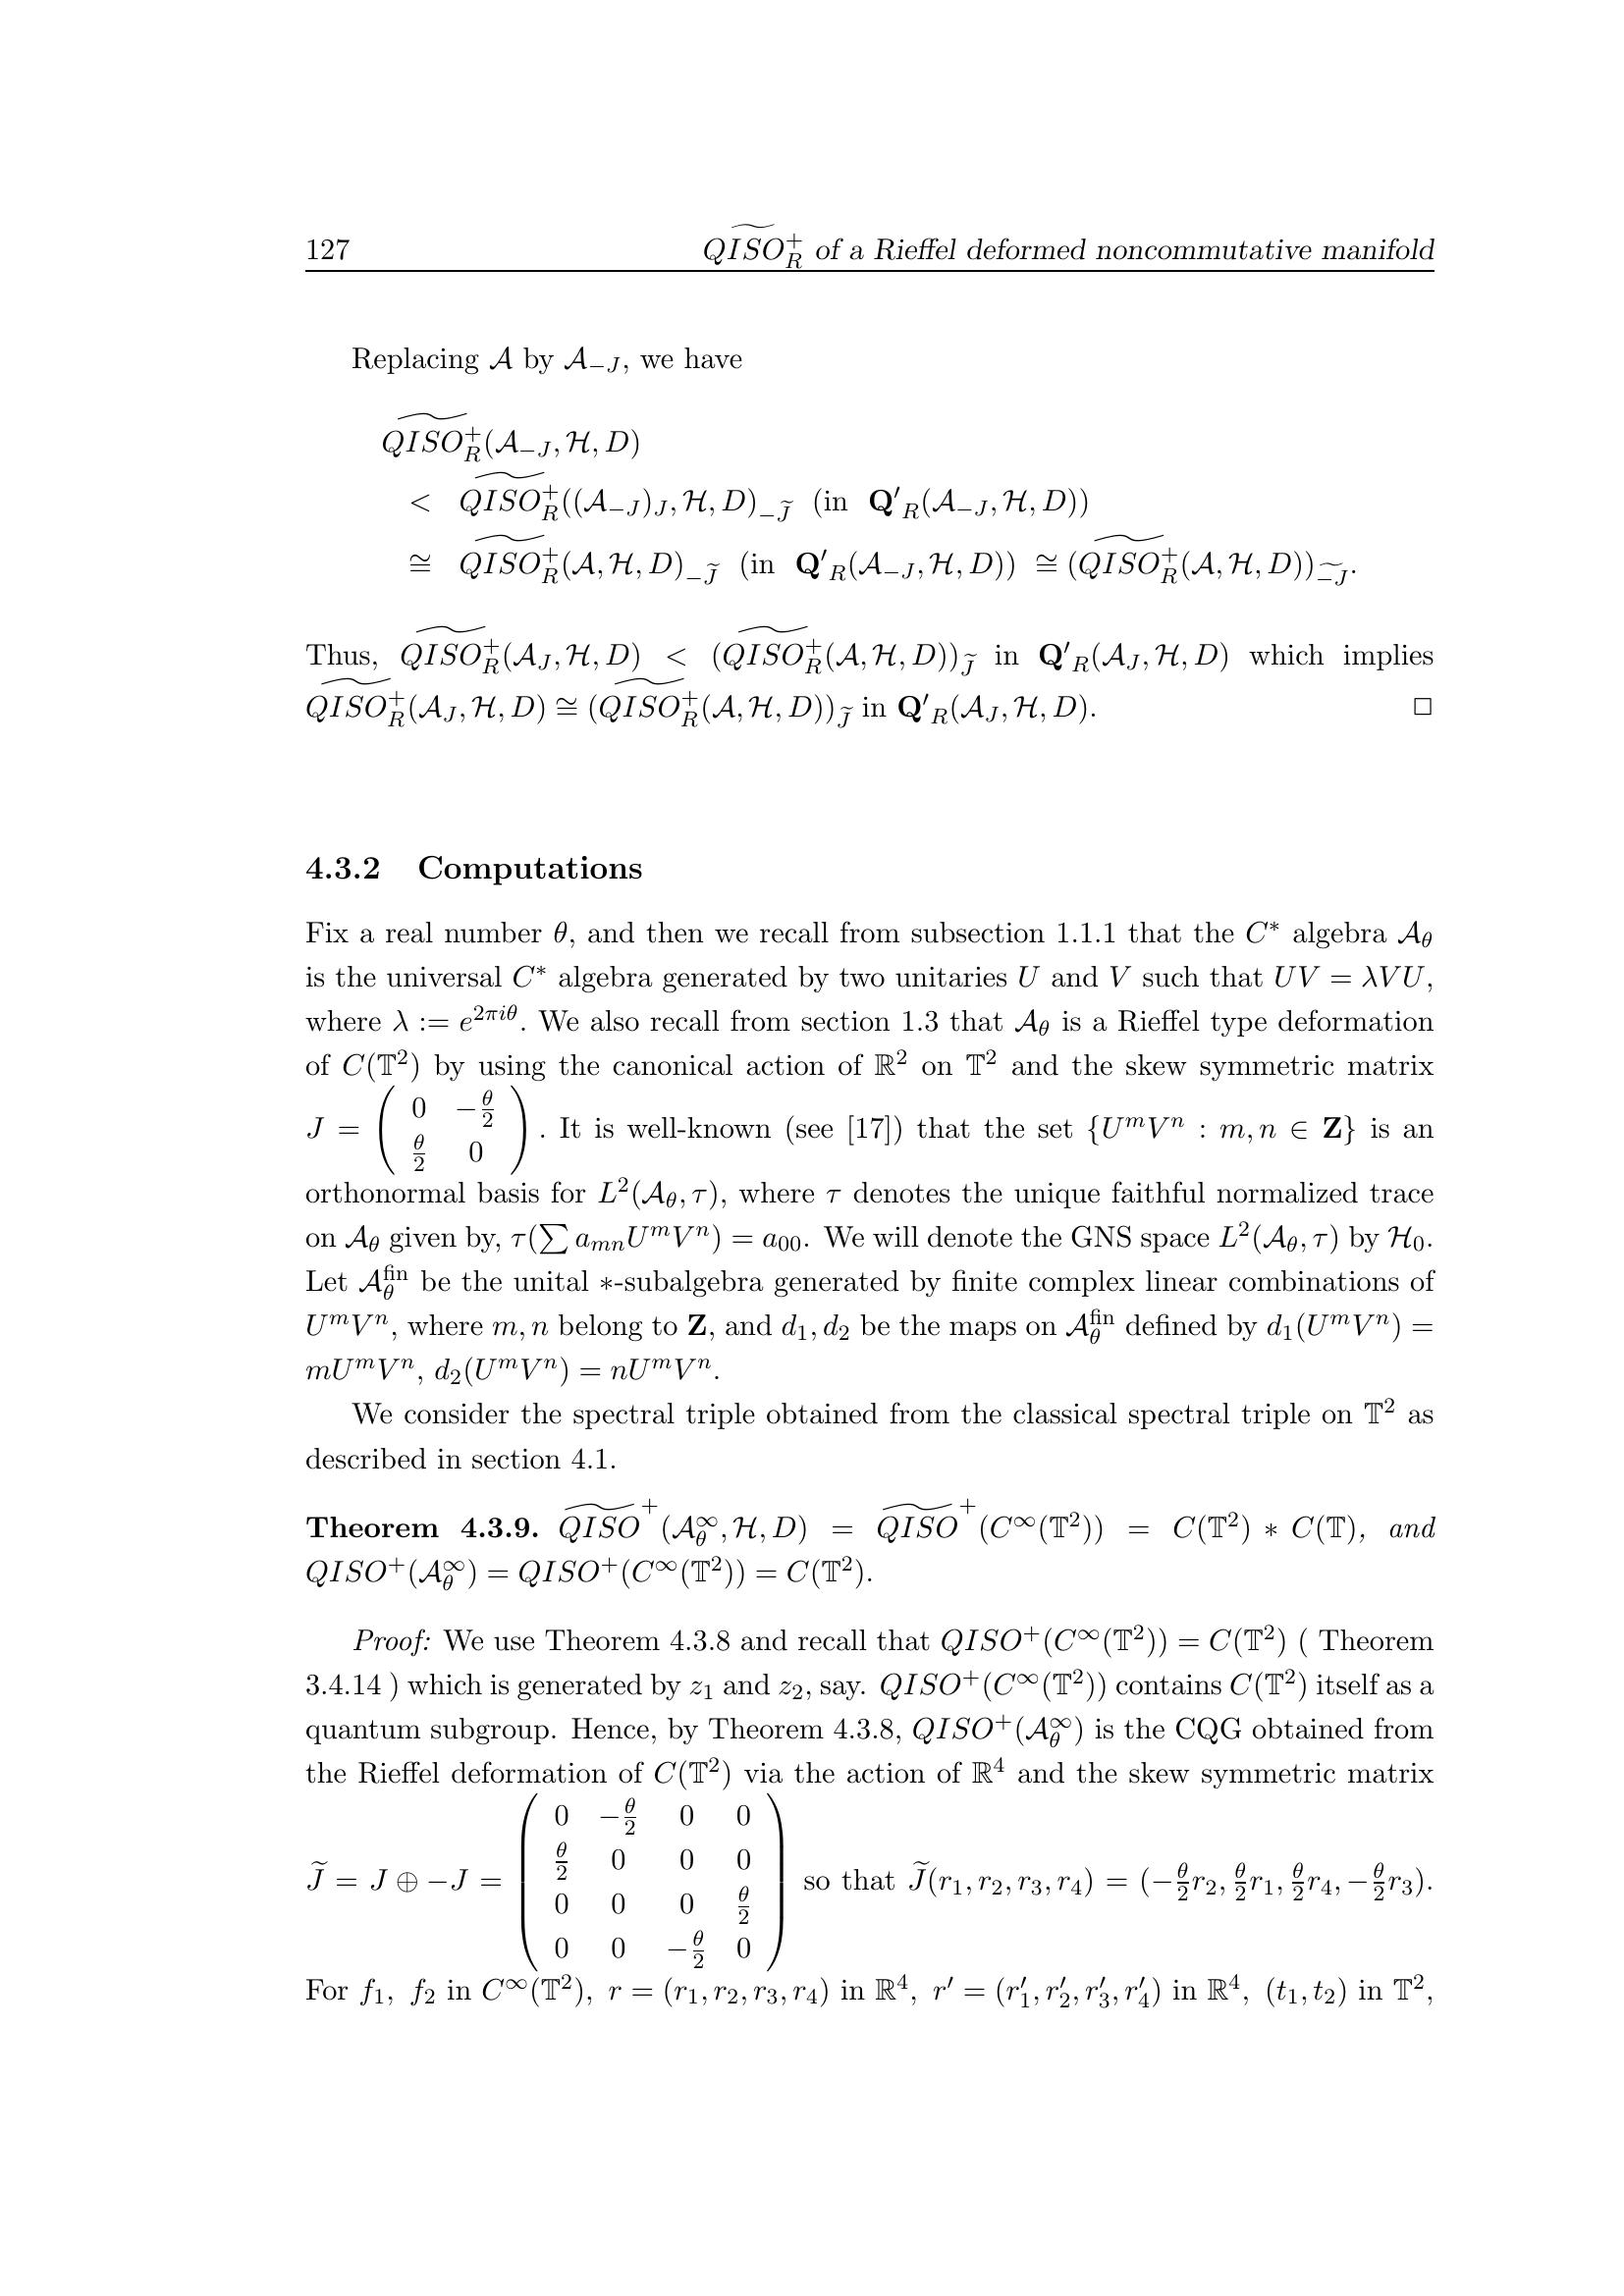 127 $\widetilde{QISO}^+_R$ of a Rieffel deformed noncommutative manifold
Replacing $\mathcal{A}$ by $\mathcal{A}_{-J}$, we have
$\widetilde{QISO^+_R}(\mathcal{A}_{-J}, \mathcal{H}, D)$
$< \widetilde{QISO^+_R}((\mathcal{A}_{-J})_J, \mathcal{H}, D)_{-\widetilde{J}}$ (in $\mathbf{Q}'_R(\mathcal{A}_{-J}, \mathcal{H}, D)$)
$\cong \widetilde{QISO^+_R}(\mathcal{A}, \mathcal{H}, D)_{-\widetilde{J}}$ (in $\mathbf{Q}'_R(\mathcal{A}_{-J}, \mathcal{H}, D)$) $\cong (\widetilde{QISO^+_R}(\mathcal{A}, \mathcal{H}, D))_{\widetilde{-J}}$.
Thus, $\widetilde{QISO^+_R}(\mathcal{A}_J, \mathcal{H}, D) < (\widetilde{QISO^+_R}(\mathcal{A}, \mathcal{H}, D))_{\widetilde{J}}$ in $\mathbf{Q}'_R(\mathcal{A}_J, \mathcal{H}, D)$ which implies
$\widetilde{QISO^+_R}(\mathcal{A}_J, \mathcal{H}, D) \cong (\widetilde{QISO^+_R}(\mathcal{A}, \mathcal{H}, D))_{\widetilde{J}}$ in $\mathbf{Q}'_R(\mathcal{A}_J, \mathcal{H}, D)$. □
4.3.2 Computations
Fix a real number $\theta$, and then we recall from subsection 1.1.1 that the $C^*$ algebra $\mathcal{A}_\theta$
is the universal $C^*$ algebra generated by two unitaries $U$ and $V$ such that $UV = \lambda VU$,
where $\lambda := e^{2\pi i\theta}$. We also recall from section 1.3 that $\mathcal{A}_\theta$ is a Rieffel type deformation
of $C(\mathbb{T}^2)$ by using the canonical action of $\mathbb{R}^2$ on $\mathbb{T}^2$ and the skew symmetric matrix
$J = \begin{pmatrix} 0 & -\frac{\theta}{2} \\ \frac{\theta}{2} & 0 \end{pmatrix}$. It is well-known (see [17]) that the set $\{U^m V^n : m, n \in \mathbf{Z}\}$ is an
orthonormal basis for $L^2(\mathcal{A}_\theta, \tau)$, where $\tau$ denotes the unique faithful normalized trace
on $\mathcal{A}_\theta$ given by, $\tau(\sum a_{mn} U^m V^n) = a_{00}$. We will denote the GNS space $L^2(\mathcal{A}_\theta, \tau)$ by $\mathcal{H}_0$.
Let $\mathcal{A}_\theta^{\text{fin}}$ be the unital $*$-subalgebra generated by finite complex linear combinations of
$U^m V^n$, where $m, n$ belong to $\mathbf{Z}$, and $d_1, d_2$ be the maps on $\mathcal{A}_\theta^{\text{fin}}$ defined by $d_1(U^m V^n) =$
$mU^m V^n$, $d_2(U^m V^n) = nU^m V^n$.
We consider the spectral triple obtained from the classical spectral triple on $\mathbb{T}^2$ as
described in section 4.1.
Theorem 4.3.9. $\widetilde{QISO}^+(\mathcal{A}_\theta^\infty, \mathcal{H}, D) = \widetilde{QISO}^+(C^\infty(\mathbb{T}^2)) = C(\mathbb{T}^2) * C(\mathbb{T})$, and
$QISO^+(\mathcal{A}_\theta^\infty) = QISO^+(C^\infty(\mathbb{T}^2)) = C(\mathbb{T}^2)$.
Proof: We use Theorem 4.3.8 and recall that $QISO^+(C^\infty(\mathbb{T}^2)) = C(\mathbb{T}^2)$ ( Theorem
3.4.14 ) which is generated by $z_1$ and $z_2$, say. $QISO^+(C^\infty(\mathbb{T}^2))$ contains $C(\mathbb{T}^2)$ itself as a
quantum subgroup. Hence, by Theorem 4.3.8, $QISO^+(\mathcal{A}_\theta^\infty)$ is the CQG obtained from
the Rieffel deformation of $C(\mathbb{T}^2)$ via the action of $\mathbb{R}^4$ and the skew symmetric matrix
$\widetilde{J} = J \oplus -J = \begin{pmatrix} 0 & -\frac{\theta}{2} & 0 & 0 \\ \frac{\theta}{2} & 0 & 0 & 0 \\ 0 & 0 & 0 & \frac{\theta}{2} \\ 0 & 0 & -\frac{\theta}{2} & 0 \end{pmatrix}$ so that $\widetilde{J}(r_1, r_2, r_3, r_4) = (-\frac{\theta}{2}r_2, \frac{\theta}{2}r_1, \frac{\theta}{2}r_4, -\frac{\theta}{2}r_3)$.
For $f_1$, $f_2$ in $C^\infty(\mathbb{T}^2)$, $r = (r_1, r_2, r_3, r_4)$ in $\mathbb{R}^4$, $r' = (r'_1, r'_2, r'_3, r'_4)$ in $\mathbb{R}^4$, $(t_1, t_2)$ in $\mathbb{T}^2$,